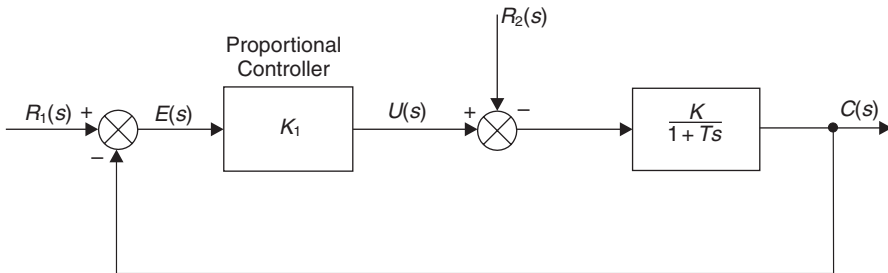 R₂(s)
Proportional
Controller
R₁(s) + E(s) K₁ U(s) + − K/(1 + Ts) C(s)
−